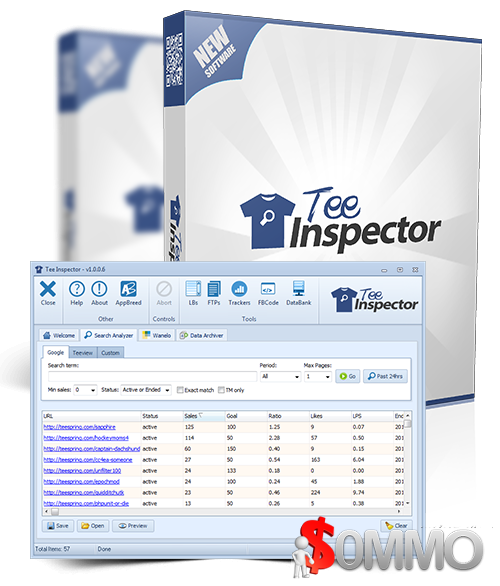 NEW
SOFTWARE
Tee
Inspector
Tee Inspector - v1.0.0.6
Close
Help
About
AppBreed
Abort
LBs
FTPs
Trackers
FBCode
DataBank
Other
Controls
Tools
Tee
Inspector
Welcome
Search Analyzer
Wanelo
Data Archiver
Google
Teeview
Custom
Search term:
Period:
Max Pages:
All
1
Go
Past 24hrs
Min sales:
0
Status:
Active or Ended
Exact match
TM only
URL Status Sales Goal Ratio Likes LPS End
http://teespring.com/sapphire active 125 100 1.25 9 0.07 201
http://teespring.com/hockeymoms4 active 114 50 2.28 57 0.50 201
http://teespring.com/captain-dachshund active 60 150 0.40 9 0.15 201
http://teespring.com/cc4ea-someone active 27 50 0.54 163 6.04 201
http://teespring.com/unfilter100 active 24 133 0.18 0 0.00 201
http://teespring.com/epochmod active 24 100 0.24 45 1.88 201
http://teespring.com/quidditchutk active 23 50 0.46 224 9.74 201
http://teespring.com/phpunit-or-die active 13 50 0.26 5 0.38 201
Save
Open
Preview
Clear
Total Items: 57
Done
$OMMO